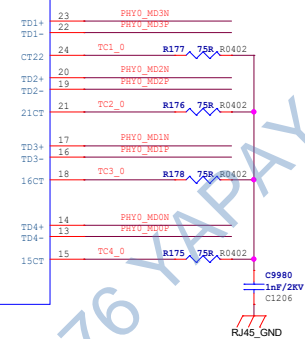 23 PHY0_MD3N
TD1+
22 PHY0_MD3P
TD1-
24 TC1_0 R177 75R R0402
CT22
20 PHY0_MD2N
TD2+
19 PHY0_MD2P
TD2-
21 TC2_0 R176 75R R0402
21CT
17 PHY0_MD1N
TD3+
16 PHY0_MD1P
TD3-
18 TC3_0 R178 75R R0402
16CT
14 PHY0_MD0N
TD4+
13 PHY0_MD0P
TD4-
15 TC4_0 R175 75R R0402
15CT
C9980
1nF/2KV
C1206
RJ45_GND
76 YAPAY